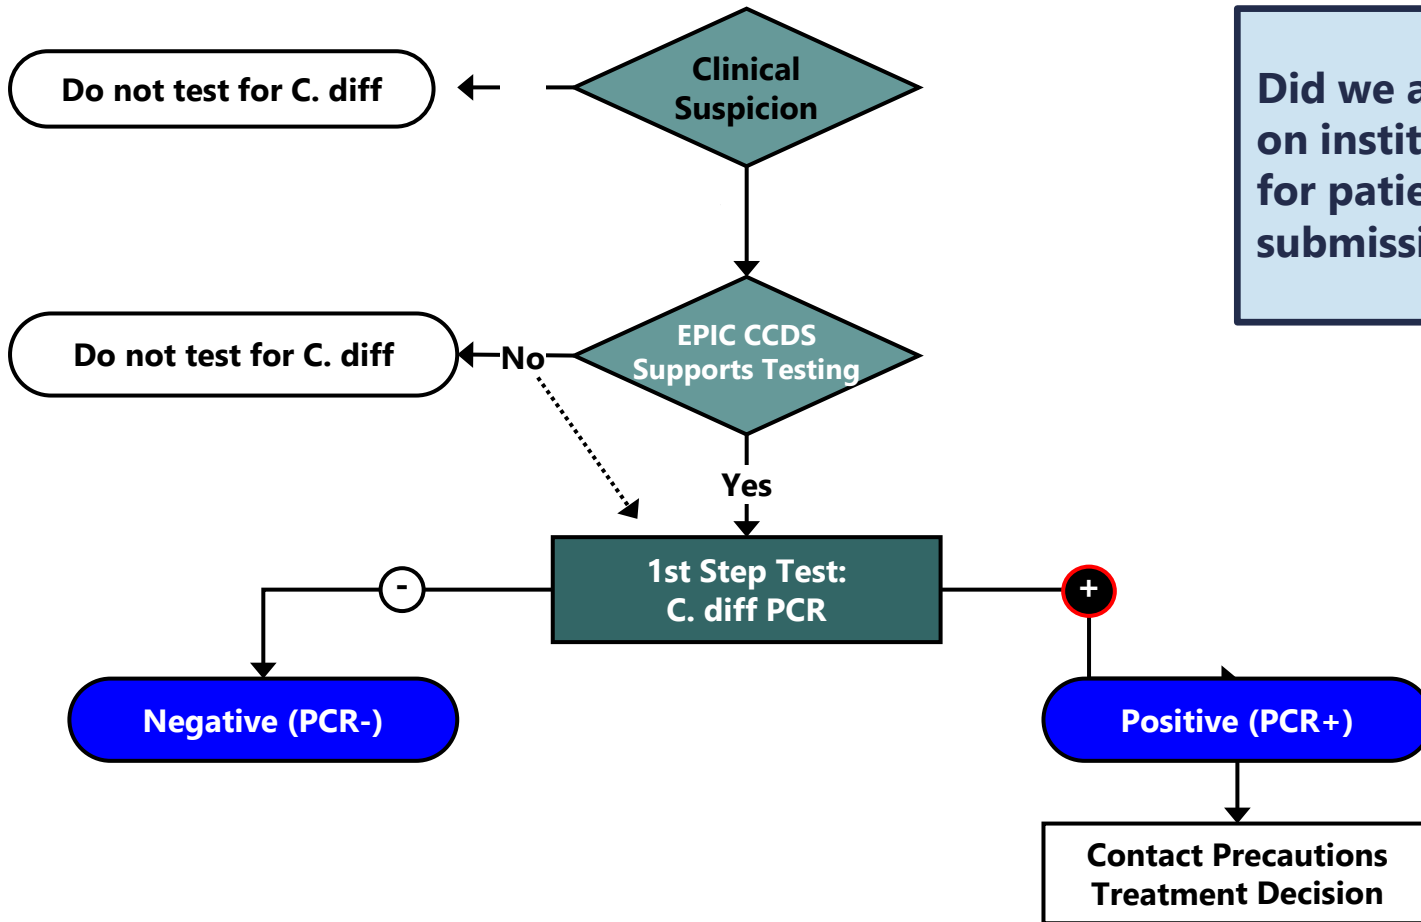 Clinical
Suspicion
Do not test for C. diff
Did we a
on instit
for patie
submissi
EPIC CCDS
Supports Testing
Do not test for C. diff
No
Yes
1st Step Test:
C. diff PCR
-
+
Negative (PCR-)
Positive (PCR+)
Contact Precautions
Treatment Decision